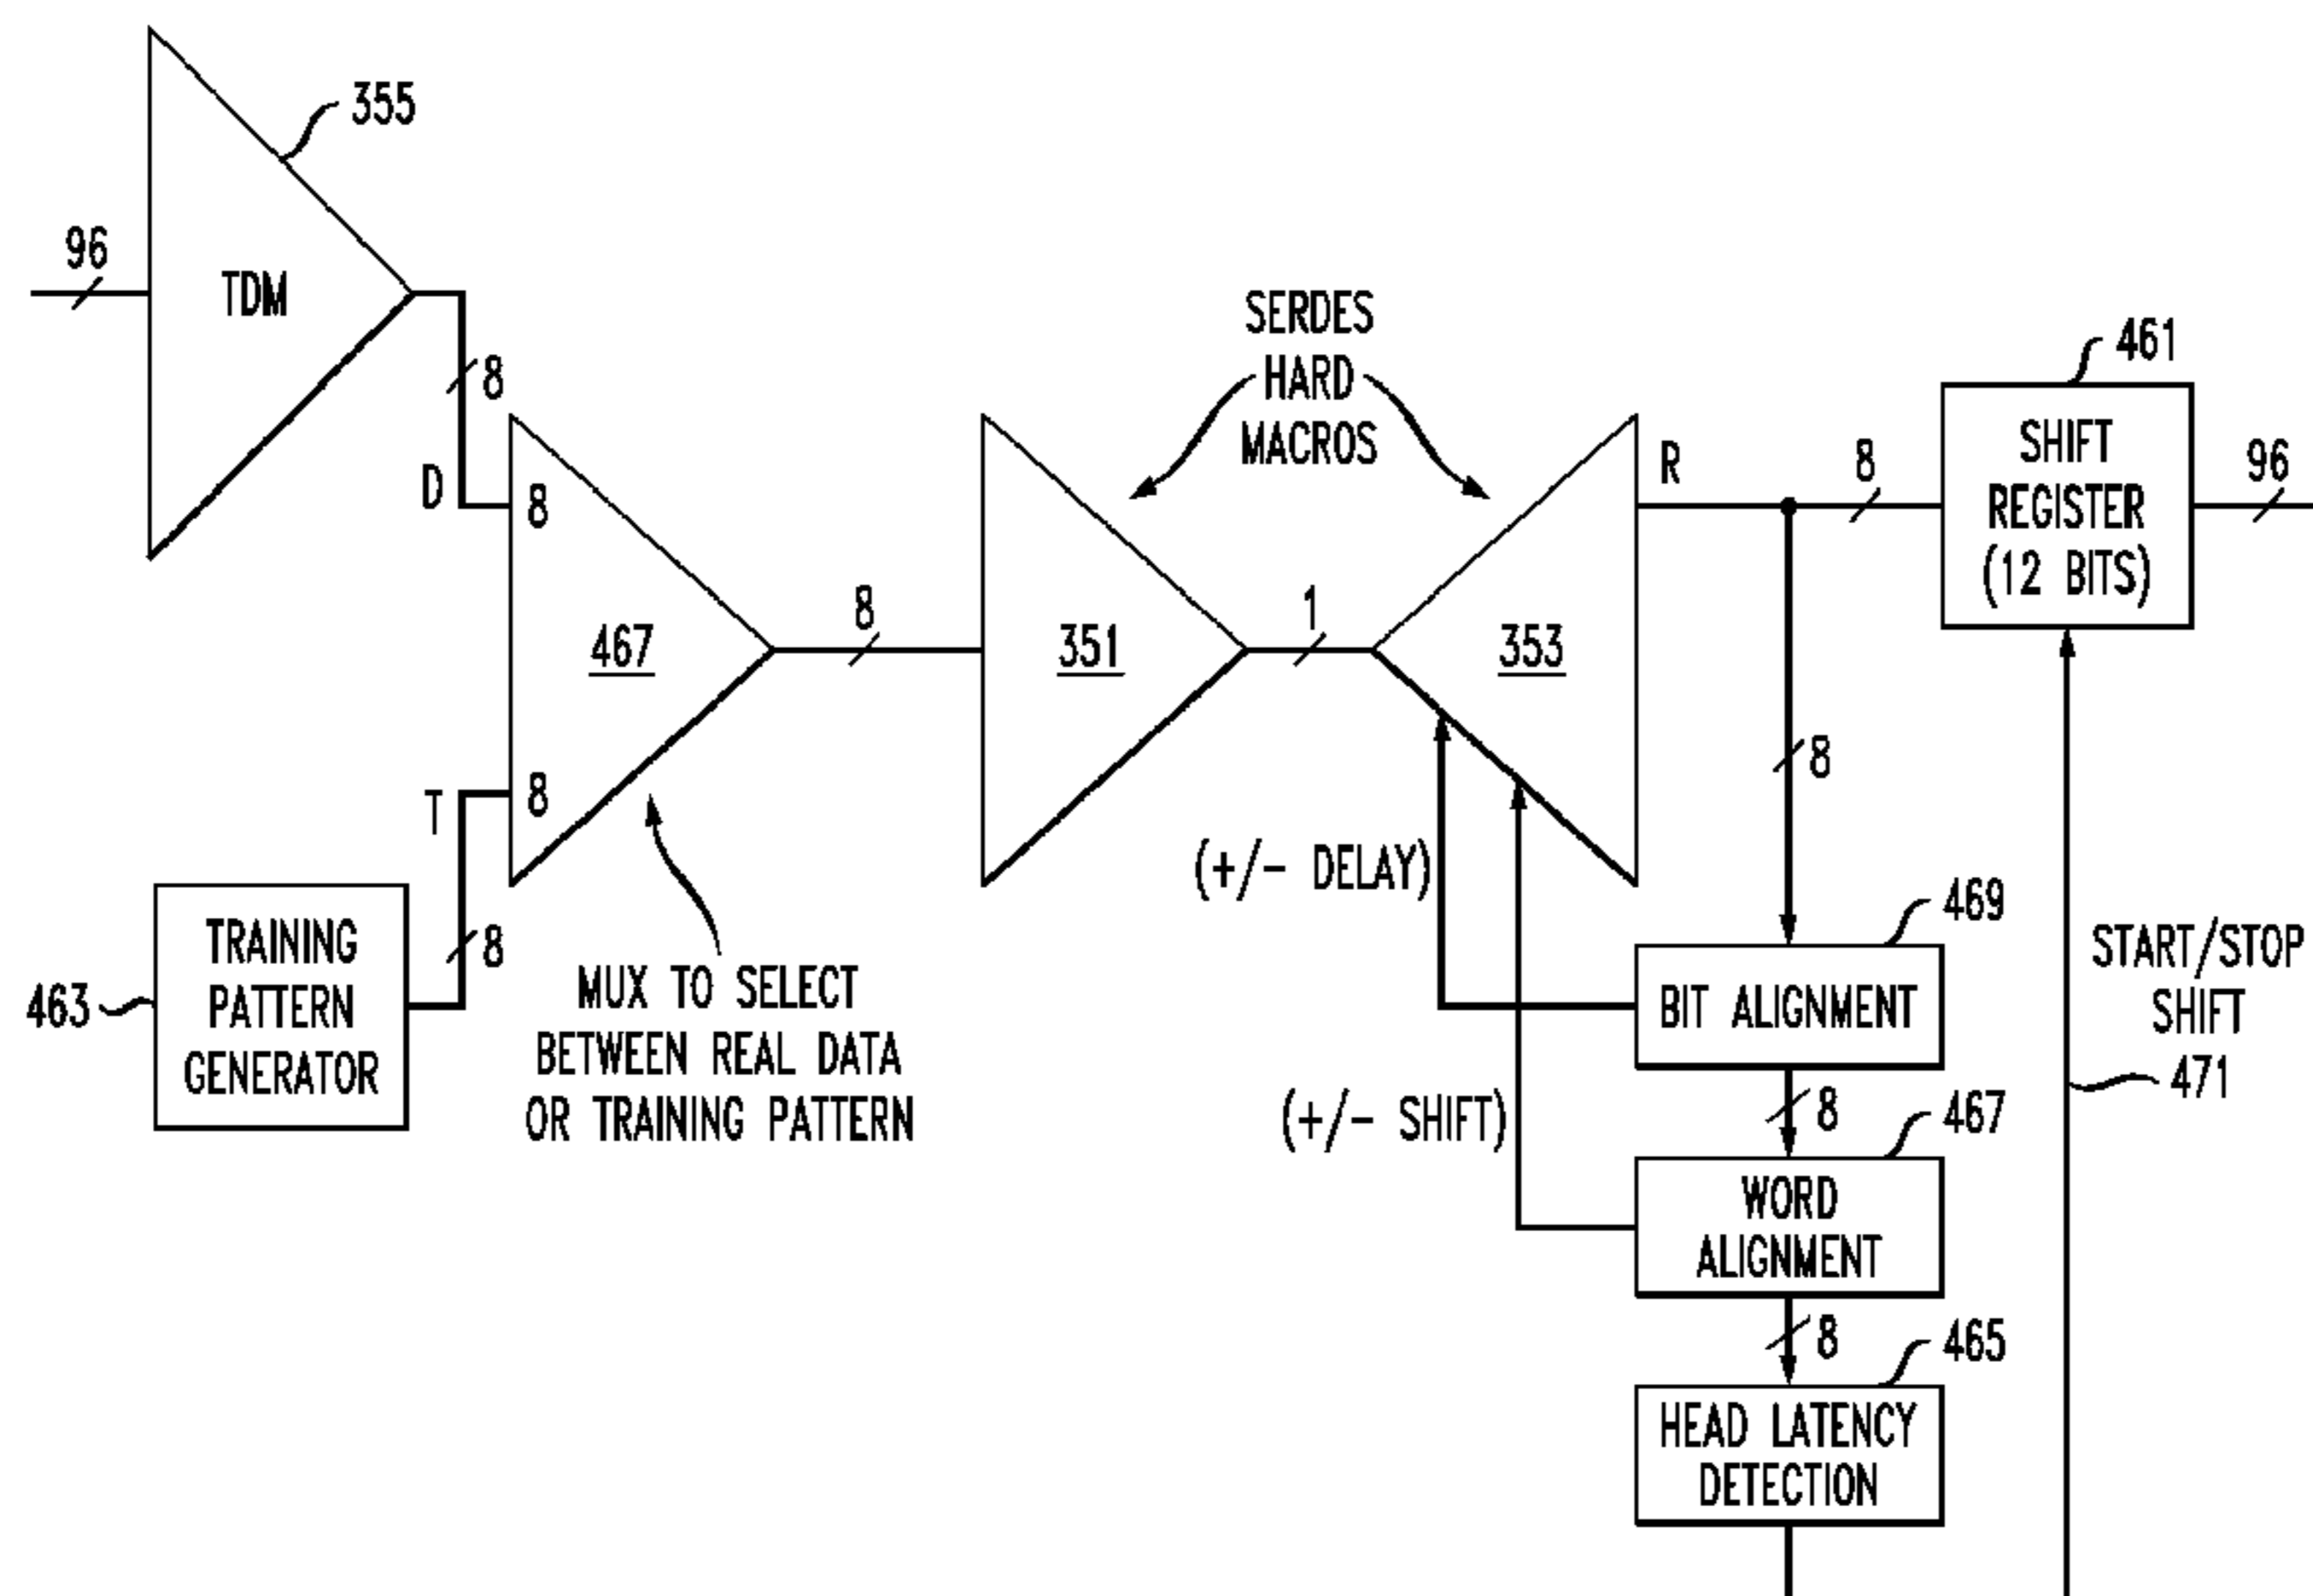 355
96
TDM
8
D
8
467
8
T
8
TRAINING
PATTERN
GENERATOR
463
MUX TO SELECT
BETWEEN REAL DATA
OR TRAINING PATTERN
8
351
SERDES
HARD
MACROS
1
353
R
8
461
SHIFT
REGISTER
(12 BITS)
96
8
(+/- DELAY)
469
BIT ALIGNMENT
START/STOP
SHIFT
471
8
(+/- SHIFT)
467
WORD
ALIGNMENT
8
465
HEAD LATENCY
DETECTION